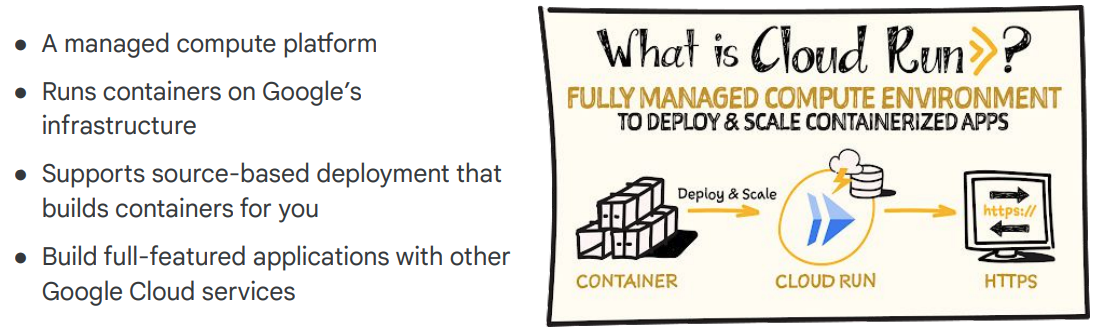 ● A managed compute platform
● Runs containers on Google's
infrastructure
● Supports source-based deployment that
builds containers for you
● Build full-featured applications with other
Google Cloud services
What is Cloud Run»?
FULLY MANAGED COMPUTE ENVIRONMENT
TO DEPLOY & SCALE CONTAINERIZED APPS
Deploy & Scale
https://
CONTAINER
CLOUD RUN
HTTPS